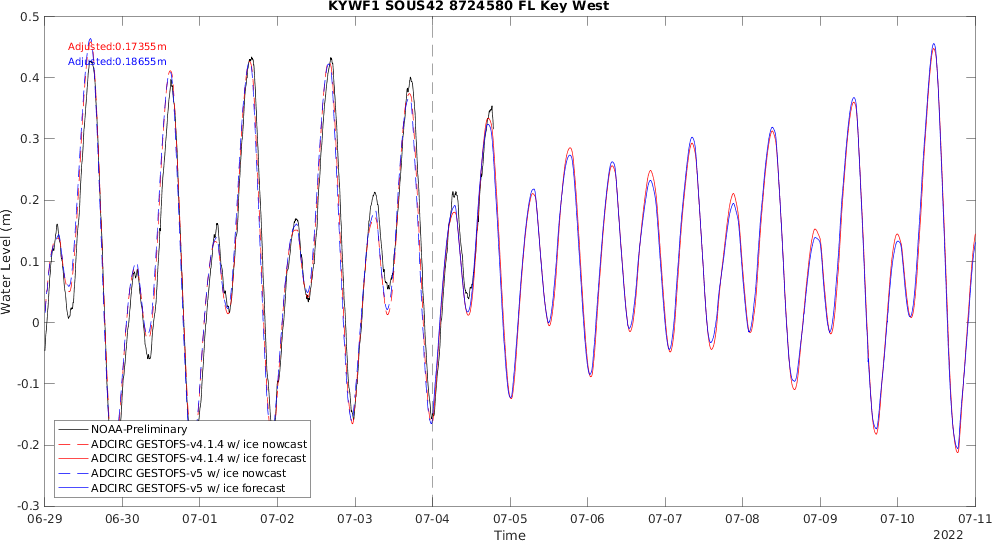 KYWF1 SOUS42 8724580 FL Key West
Adjusted:0.17355m
Adjusted:0.18655m
0.5
0.4
0.3
0.2
0.1
0
-0.1
-0.2
-0.3
Water Level (m)
NOAA-Preliminary
ADCIRC GESTOFS-v4.1.4 w/ ice nowcast
ADCIRC GESTOFS-v4.1.4 w/ ice forecast
ADCIRC GESTOFS-v5 w/ ice nowcast
ADCIRC GESTOFS-v5 w/ ice forecast
06-29 06-30 07-01 07-02 07-03 07-04 07-05 07-06 07-07 07-08 07-09 07-10 07-11
Time
2022